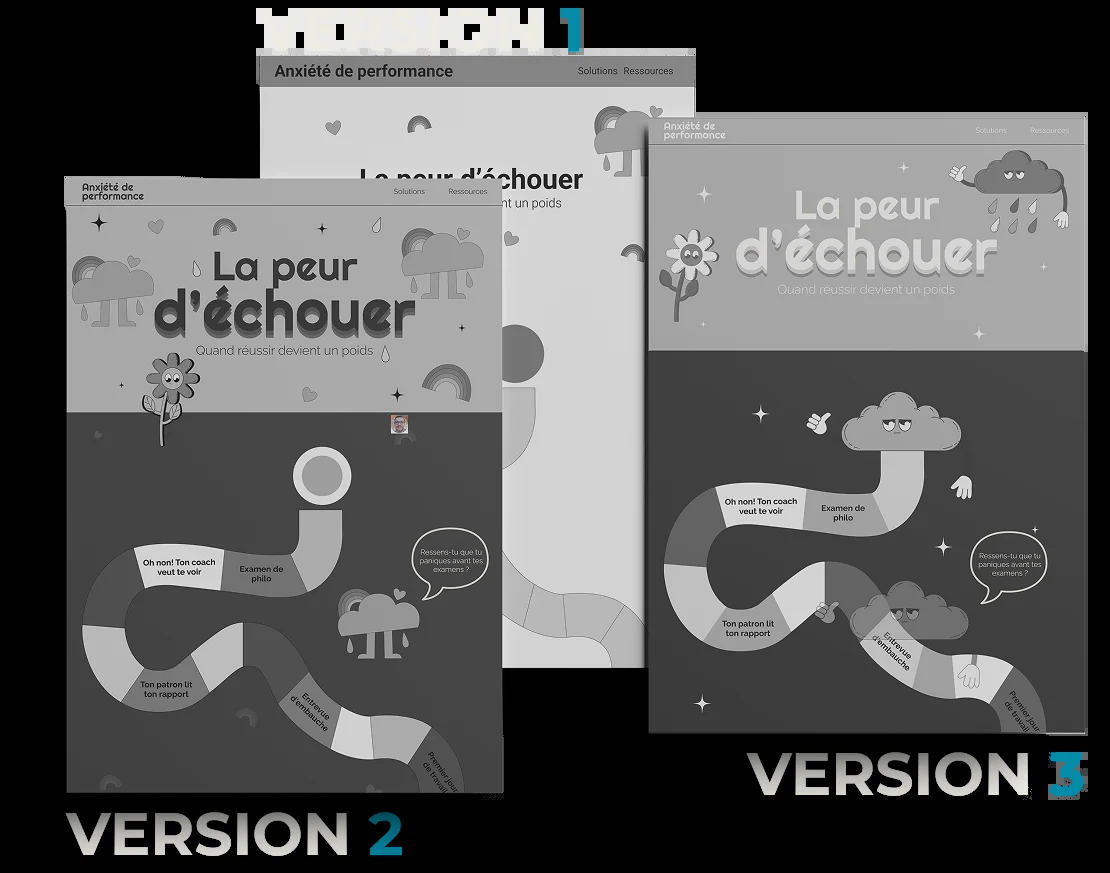 VERSION 1
Anxiété de performance
Solutions Ressources
La peur d'échouer
nt un poids
Anxiété de
performance
Solutions Ressources
La peur
d'échouer
Quand réussir devient un poids
Oh non! Ton coach
veut te voir
Examen de
philo
Ressens-tu que tu
paniques avant tes
examens ?
Ton patron lit
ton rapport
Entrevue
d'embauche
Premier jour
de travail
VERSION 2
Anxiété de
performance
Solutions Ressources
La peur
d'échouer
Quand réussir devient un poids
Oh non! Ton coach
veut te voir
Examen de
philo
Ressens-tu que tu
paniques avant tes
examens ?
Ton patron lit
ton rapport
Entrevue
d'embauche
Premier jour
de travail
VERSION 3